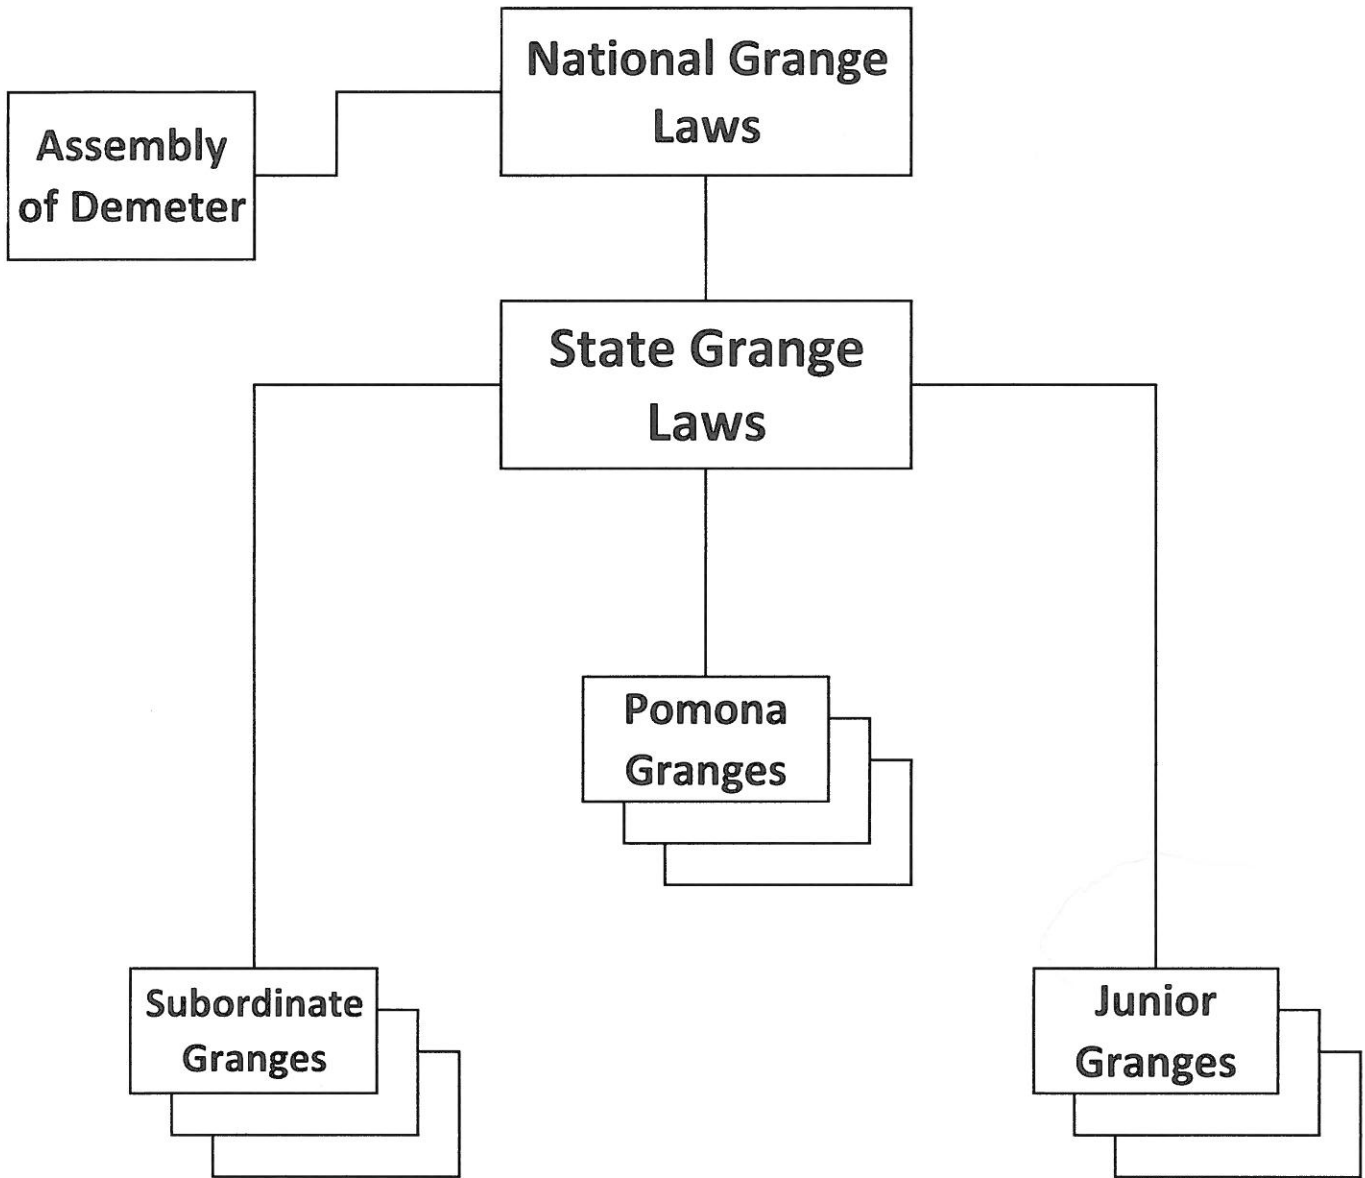 National Grange
Laws
Assembly
of Demeter
State Grange
Laws
Pomona
Granges
Subordinate
Granges
Junior
Granges